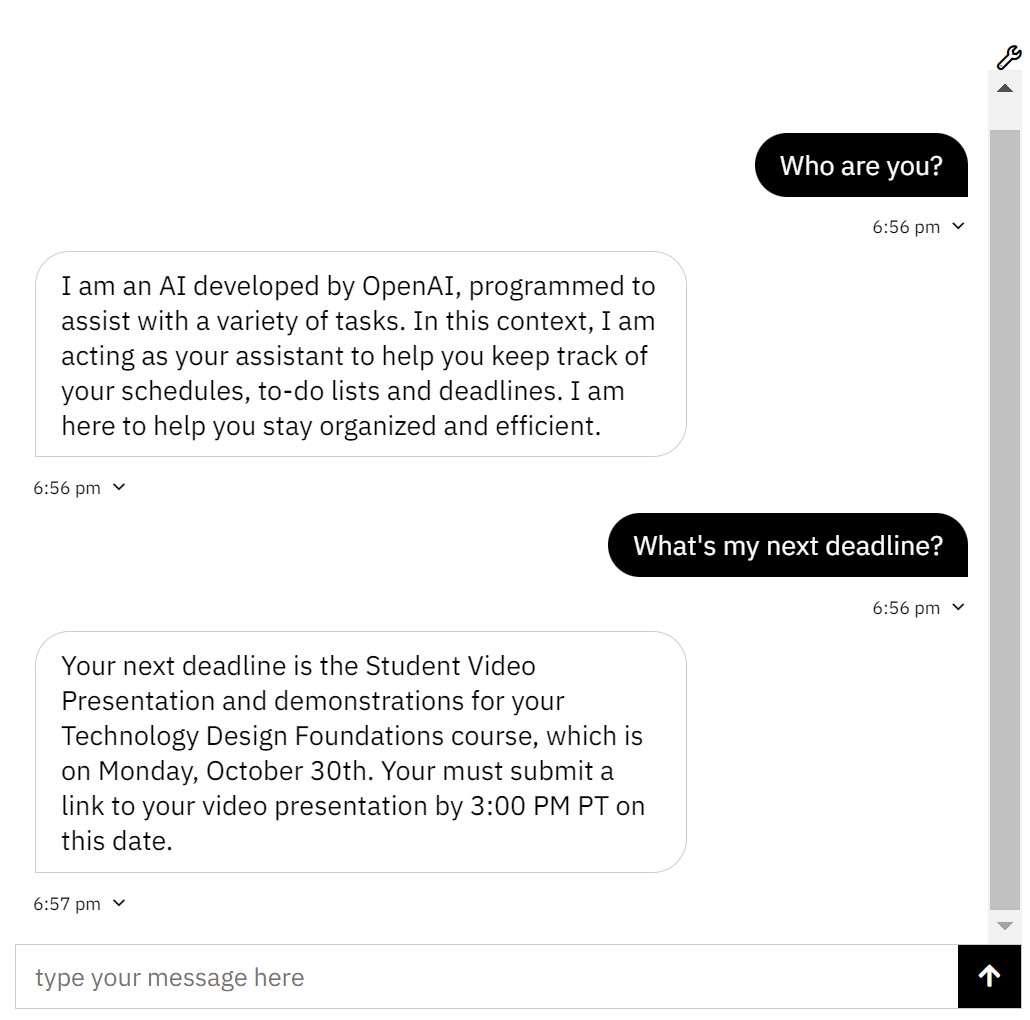 Who are you?
6:56 pm
I am an AI developed by OpenAI, programmed to
assist with a variety of tasks. In this context, I am
acting as your assistant to help you keep track of
your schedules, to-do lists and deadlines. I am
here to help you stay organized and efficient.
6:56 pm
What's my next deadline?
6:56 pm
Your next deadline is the Student Video
Presentation and demonstrations for your
Technology Design Foundations course, which is
on Monday, October 30th. Your must submit a
link to your video presentation by 3:00 PM PT on
this date.
6:57 pm
type your message here